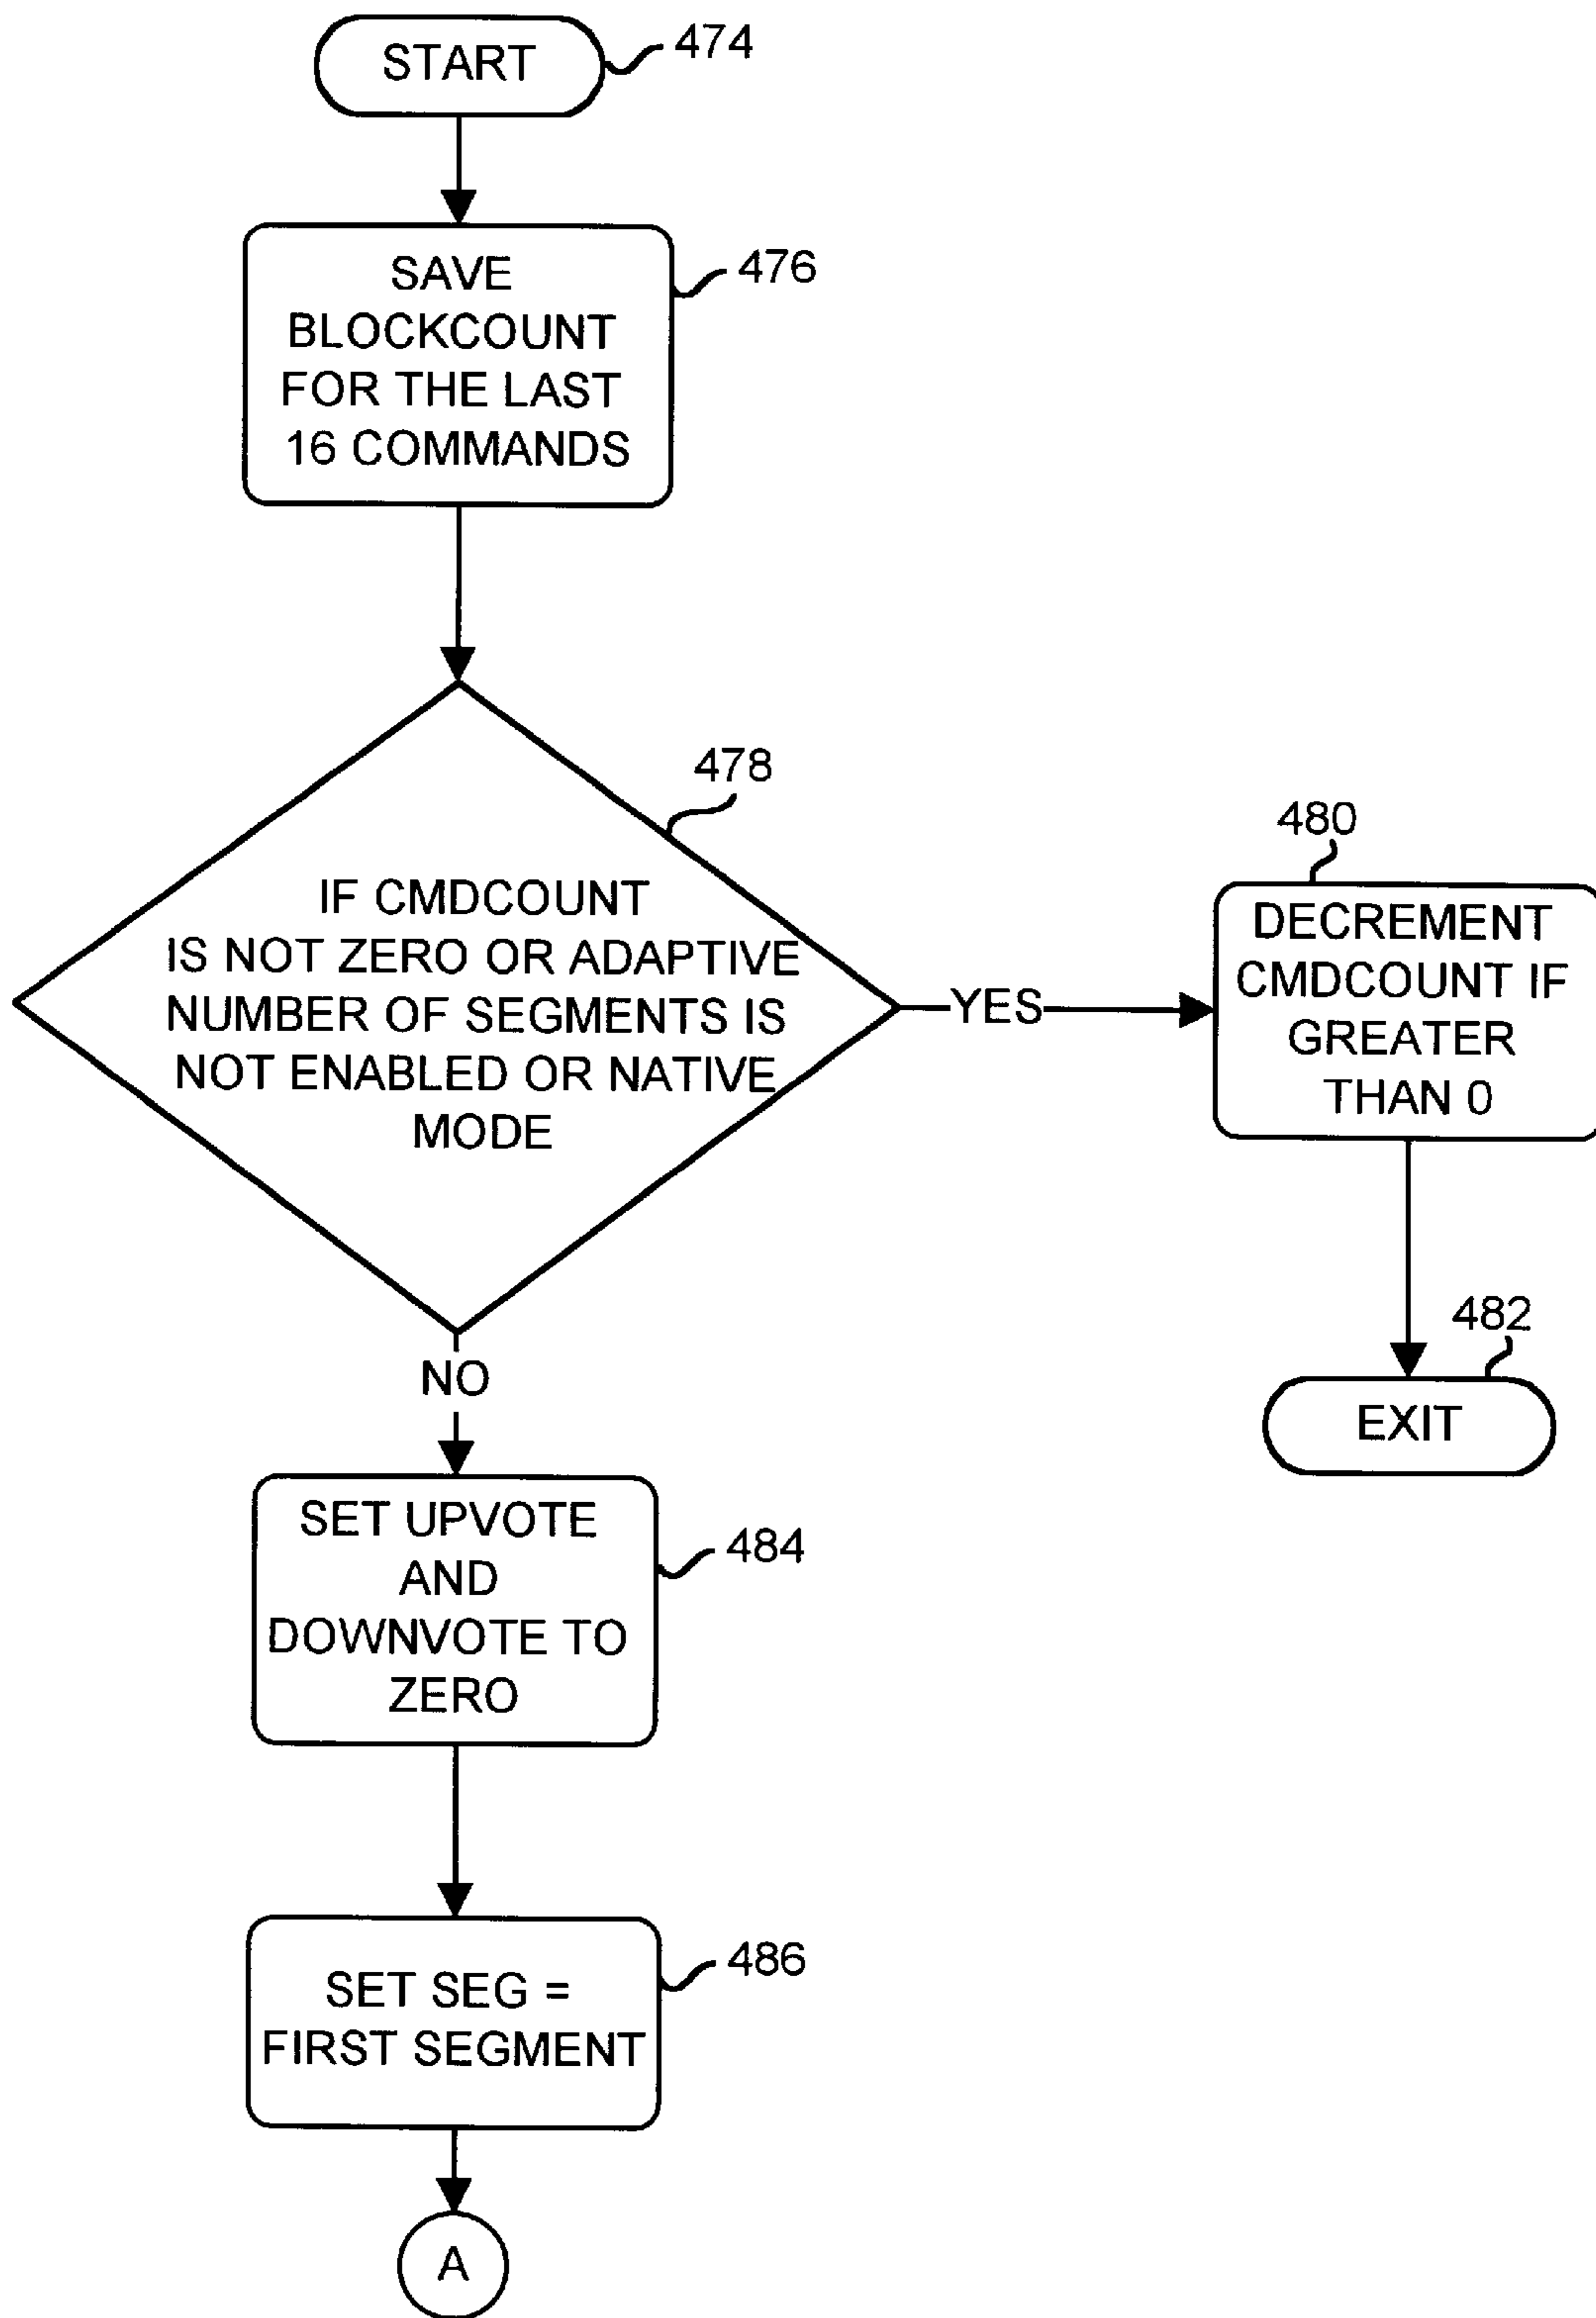 START
474
SAVE
BLOCKCOUNT
FOR THE LAST
16 COMMANDS
476
478
IF CMDCOUNT
IS NOT ZERO OR ADAPTIVE
NUMBER OF SEGMENTS IS
NOT ENABLED OR NATIVE
MODE
YES
480
DECREMENT
CMDCOUNT IF
GREATER
THAN 0
482
EXIT
NO
SET UPVOTE
AND
DOWNVOTE TO
ZERO
484
SET SEG =
FIRST SEGMENT
486
A